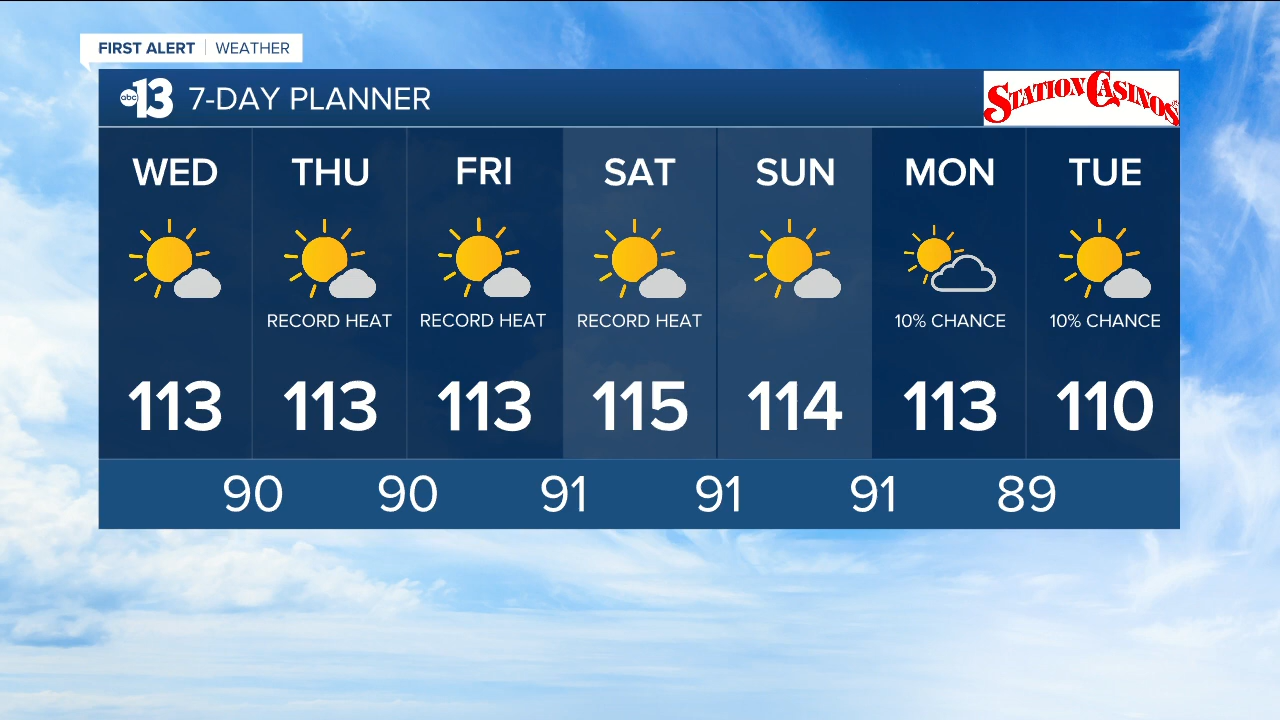 FIRST ALERT | WEATHER
abc 13 7-DAY PLANNER
STATION CASINOS
WED THU FRI SAT SUN MON TUE
RECORD HEAT RECORD HEAT RECORD HEAT 10% CHANCE 10% CHANCE
113 113 113 115 114 113 110
90 90 91 91 91 89